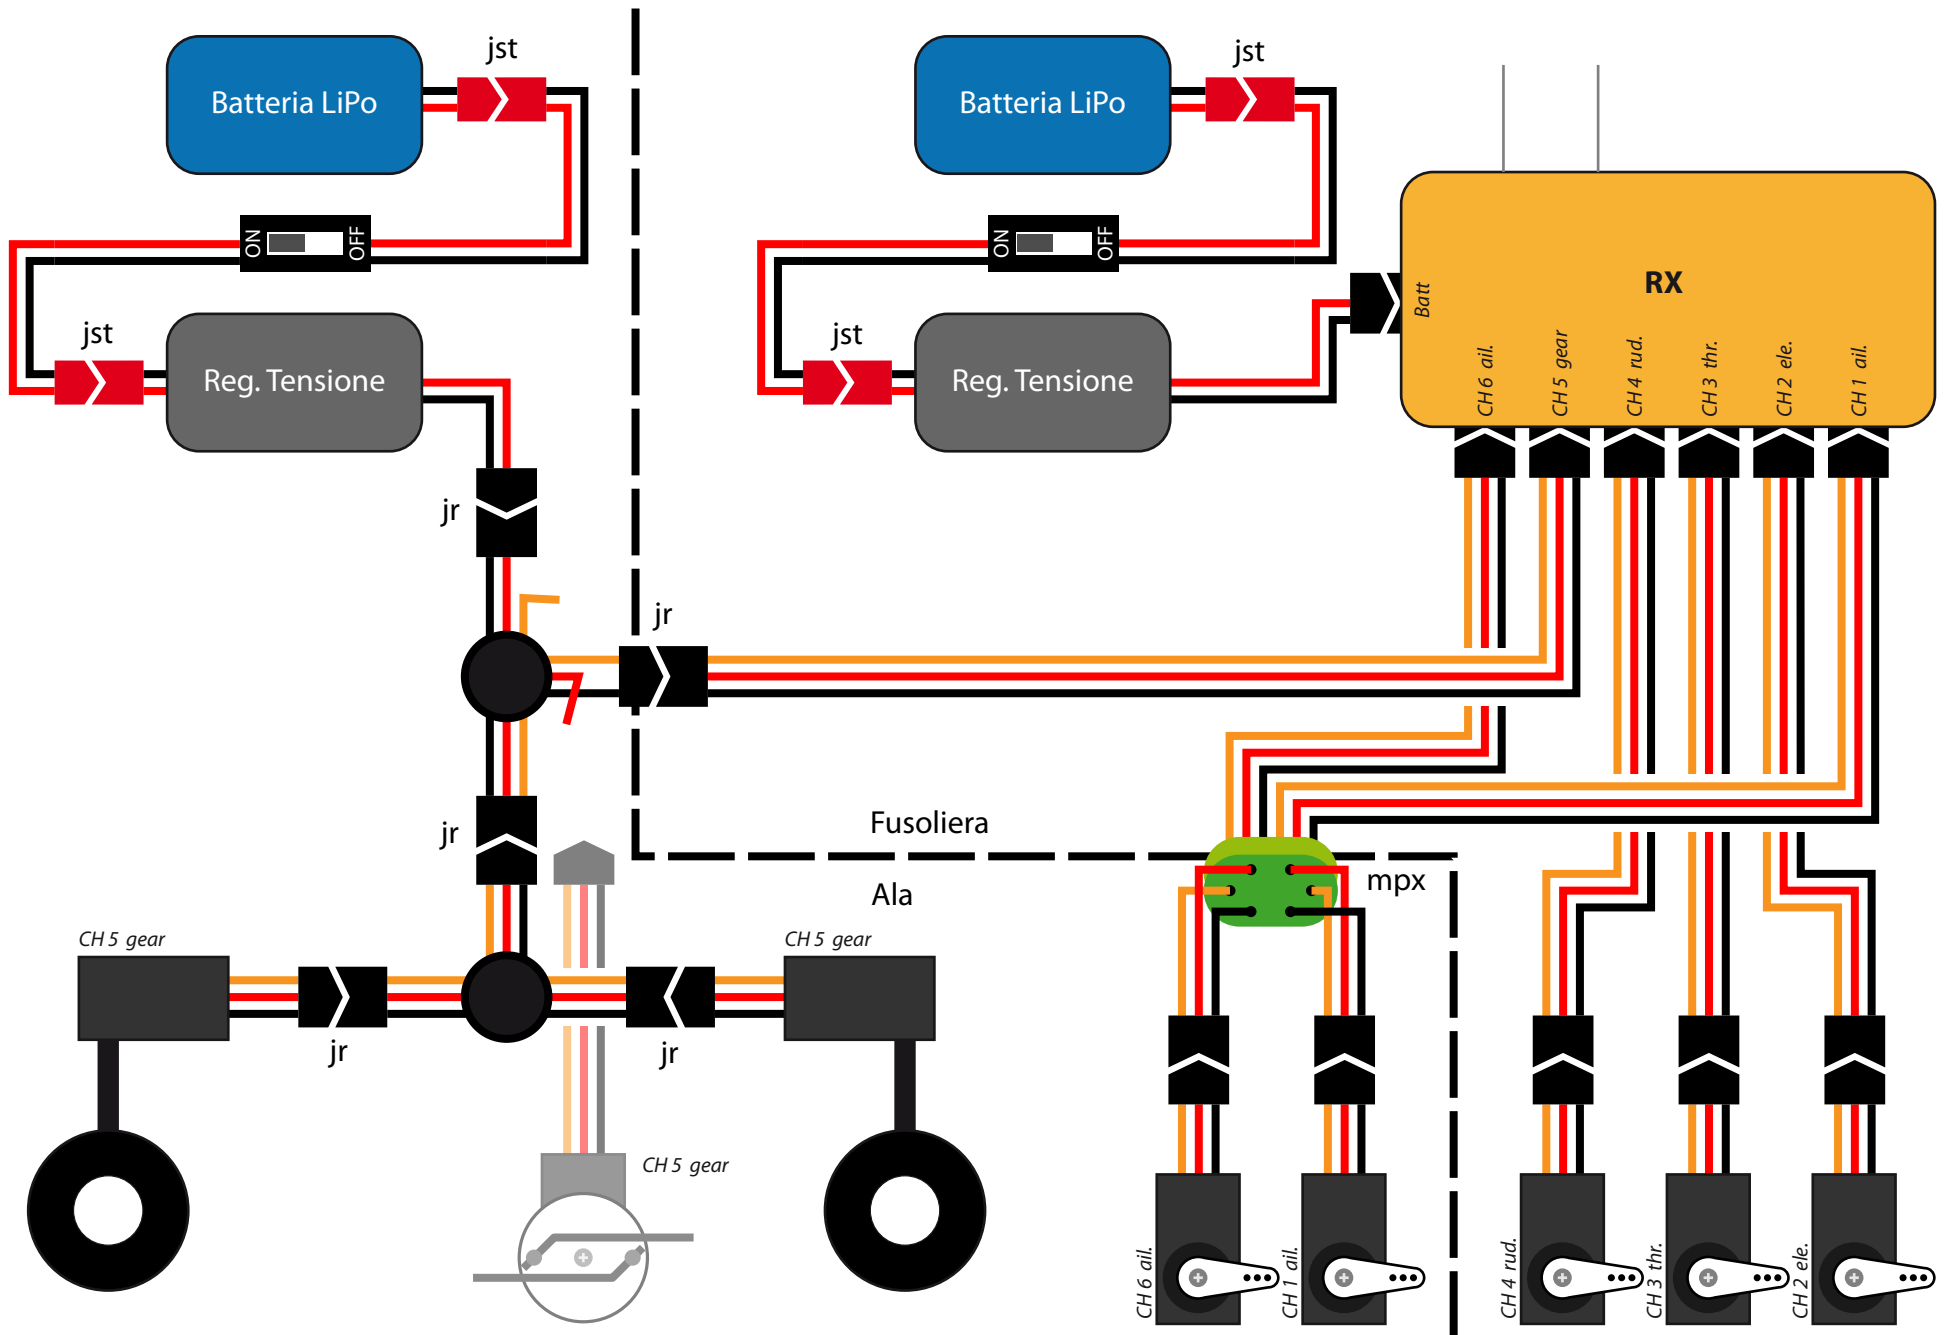 jst
jst
Batteria LiPo
Batteria LiPo
ON
OFF
ON
OFF
RX
Batt
jst
jst
Reg. Tensione
Reg. Tensione
CH 6 ail.
CH 5 gear
CH 4 rud.
CH 3 thr.
CH 2 ele.
CH 1 ail.
jr
jr
jr
Fusoliera
Ala
mpx
CH 5 gear
CH 5 gear
jr
jr
CH 5 gear
CH 6 ail.
CH 1 ail.
CH 4 rud.
CH 3 thr.
CH 2 ele.